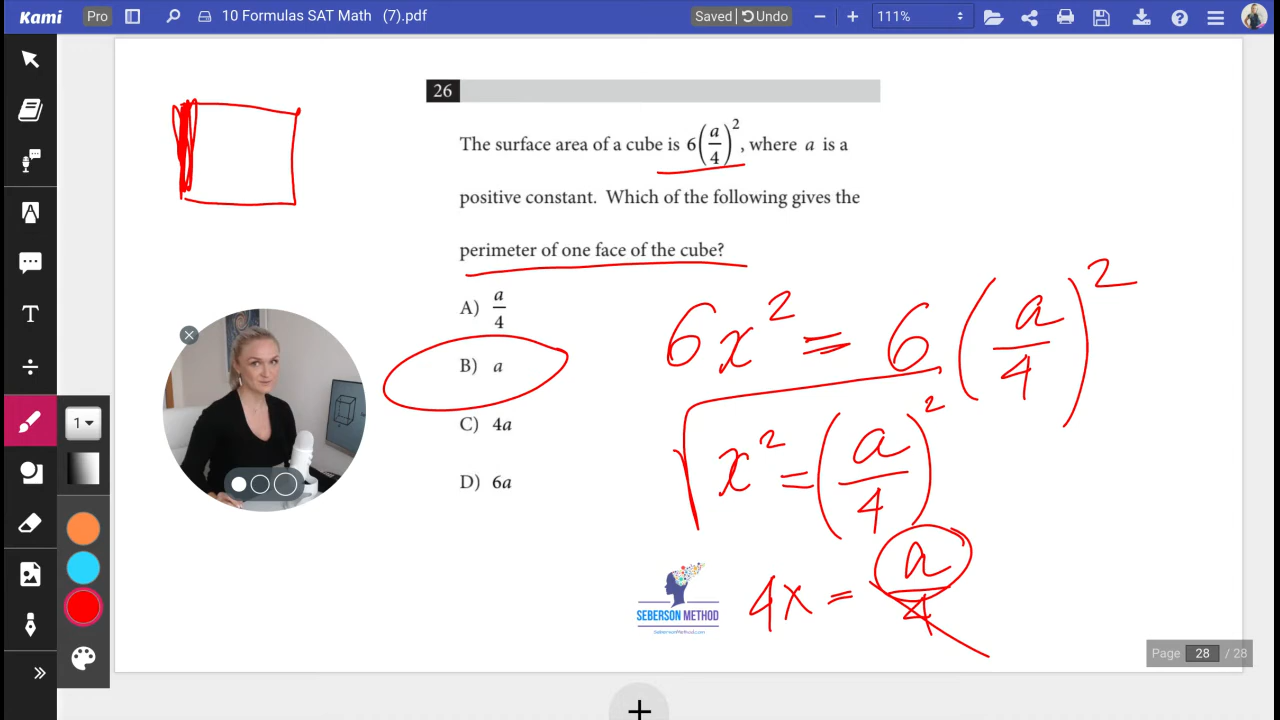 Kami Pro 10 Formulas SAT Math (7).pdf Saved Undo 111%
26
The surface area of a cube is 6(a/4)², where a is a
positive constant. Which of the following gives the
perimeter of one face of the cube?
A) a/4
B) a
C) 4a
D) 6a
6x² = 6(a/4)²
√x² = (a/4)²
4x = a/4
SEBERSON METHOD
SebersonMethod.com
1
Page 28 / 28